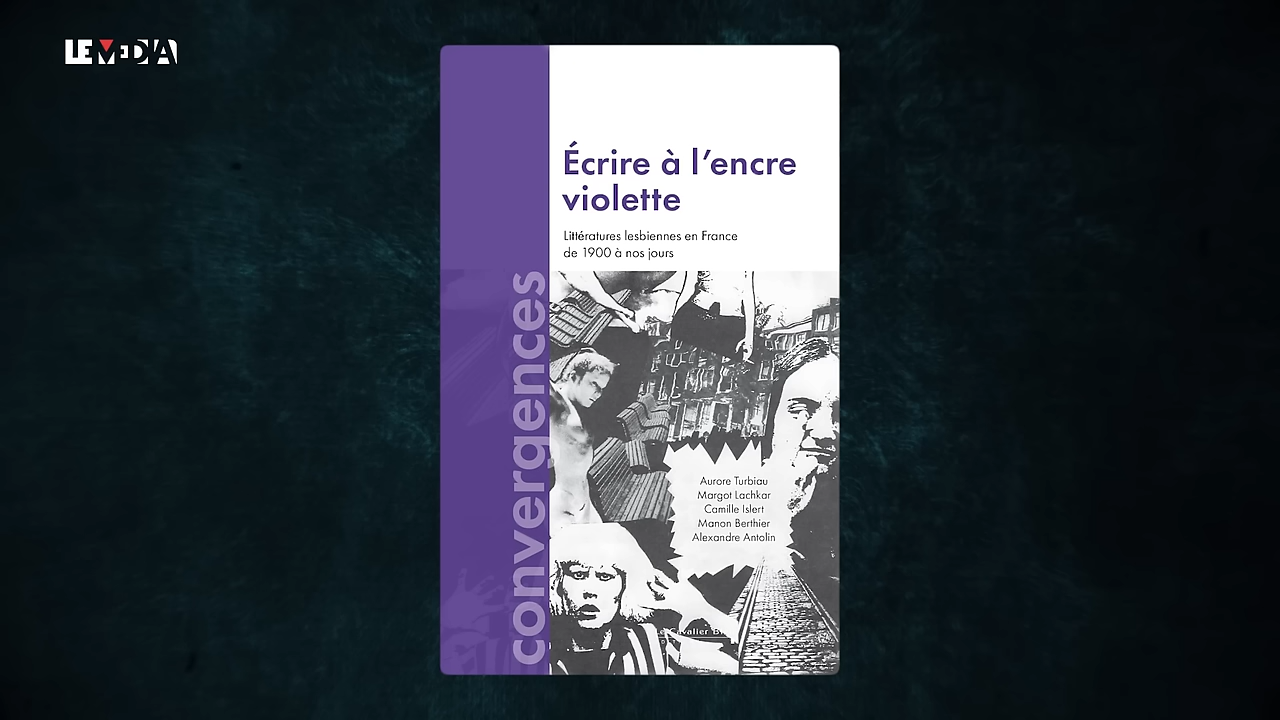 LE MEDIA
Écrire à l'encre
violette
Littératures lesbiennes en France
de 1900 à nos jours
convergences
Aurore Turbiau
Margot Lachkar
Camille Islert
Manon Berthier
Alexandre Antolin
Cavalier